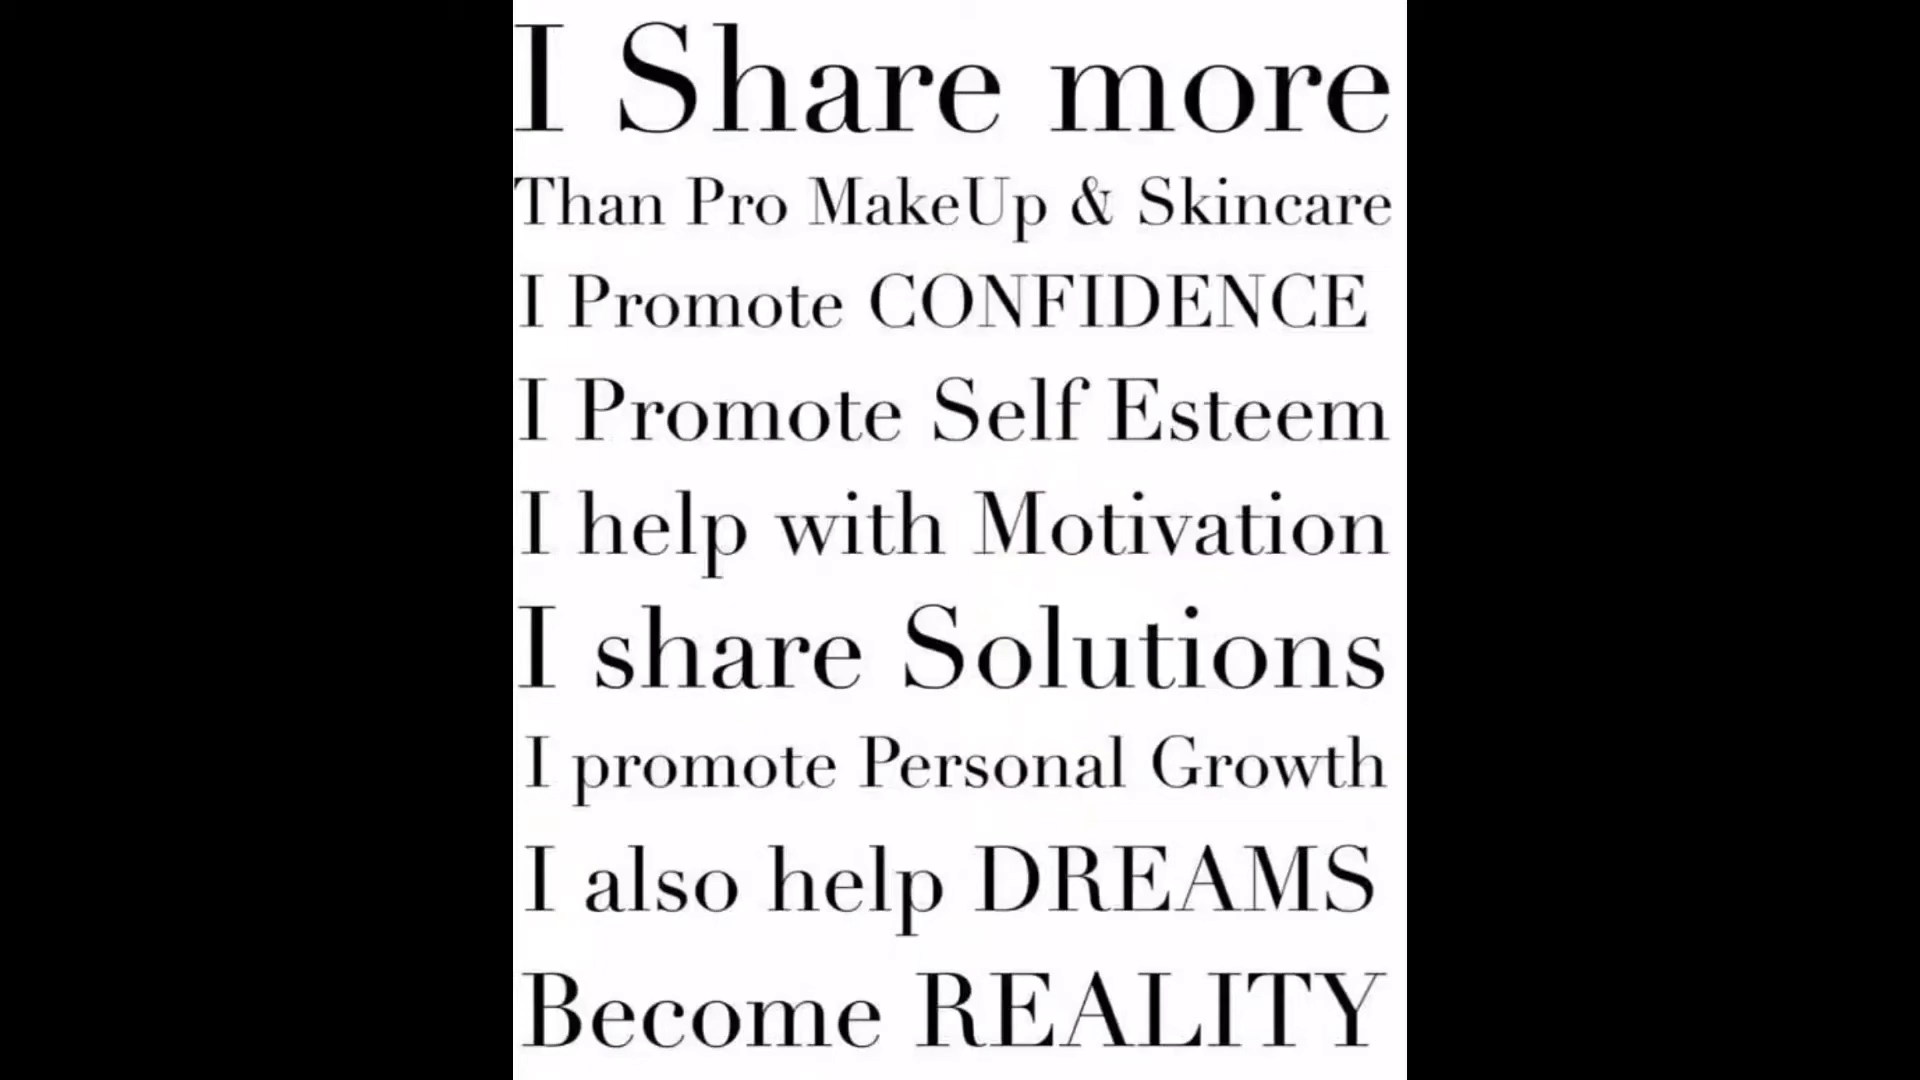 I Share more
Than Pro MakeUp & Skincare
I Promote CONFIDENCE
I Promote Self Esteem
I help with Motivation
I share Solutions
I promote Personal Growth
I also help DREAMS
Become REALITY